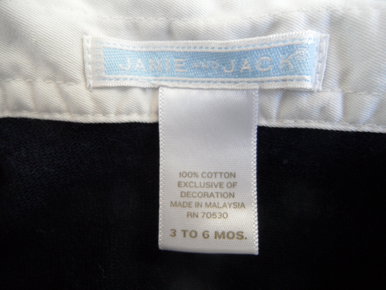 JANIE AND JACK
100% COTTON
EXCLUSIVE OF
DECORATION
MADE IN MALAYSIA
RN 70530
3 TO 6 MOS.